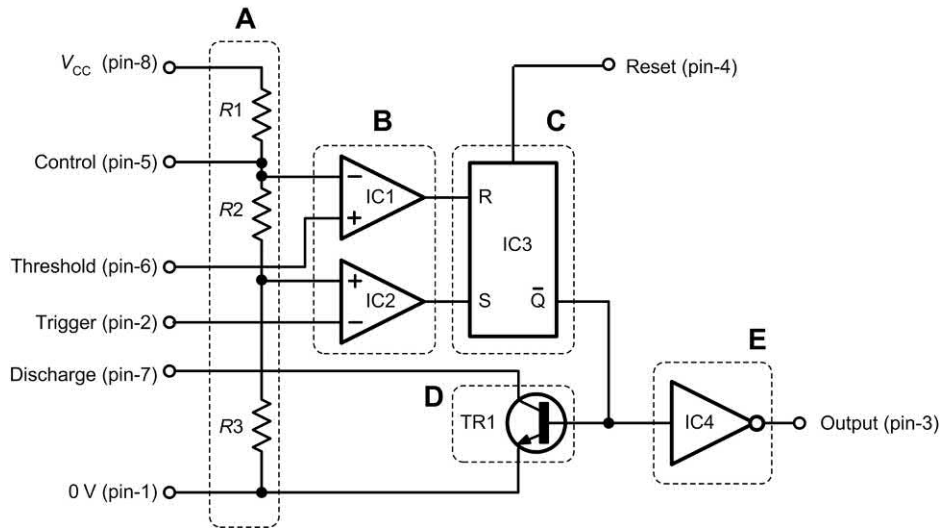 A
V_CC (pin-8)
Reset (pin-4)
R1
B
C
Control (pin-5)
−
IC1
R
R2
+
IC3
Threshold (pin-6)
+
IC2
S
Q̄
Trigger (pin-2)
−
E
Discharge (pin-7)
D
R3
TR1
IC4
Output (pin-3)
0 V (pin-1)